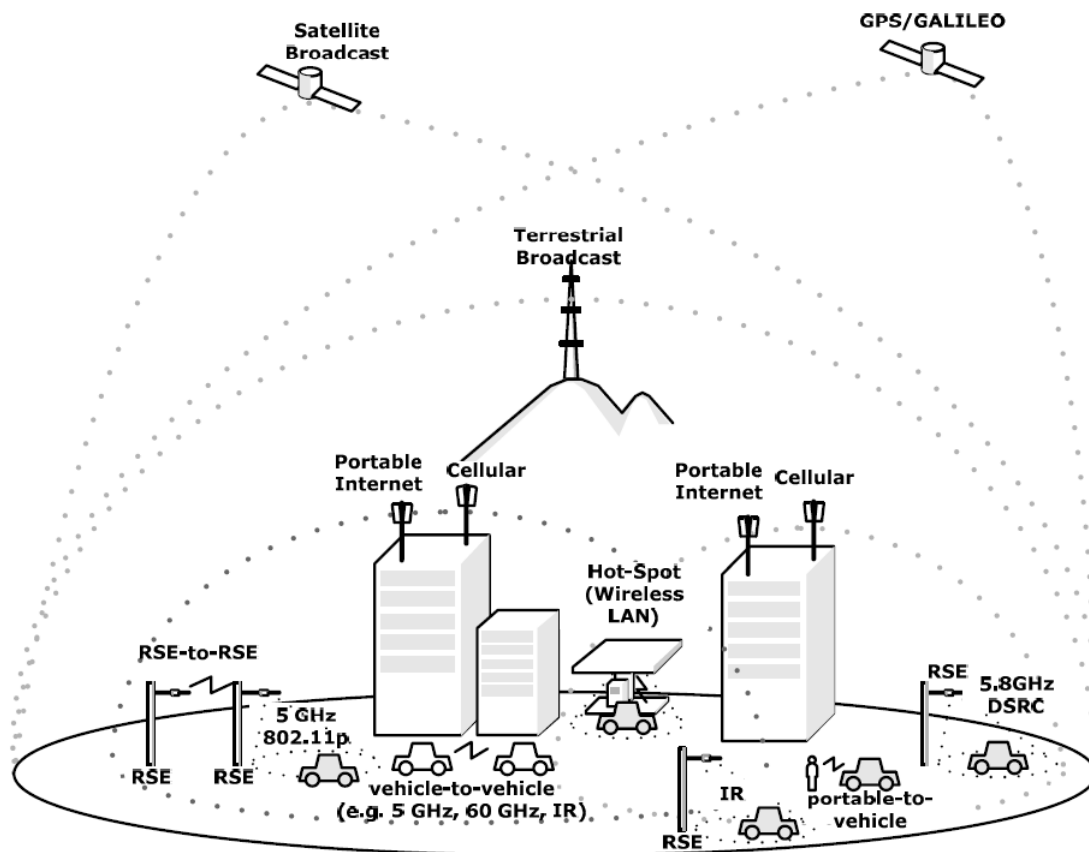 Satellite
Broadcast
GPS/GALILEO
Terrestrial
Broadcast
Portable
Internet
Cellular
Portable
Internet
Cellular
Hot-Spot
(Wireless
LAN)
RSE-to-RSE
RSE
5.8GHz
DSRC
5 GHz
802.11p
RSE
RSE
vehicle-to-vehicle
(e.g. 5 GHz, 60 GHz, IR)
IR
portable-to-
vehicle
RSE